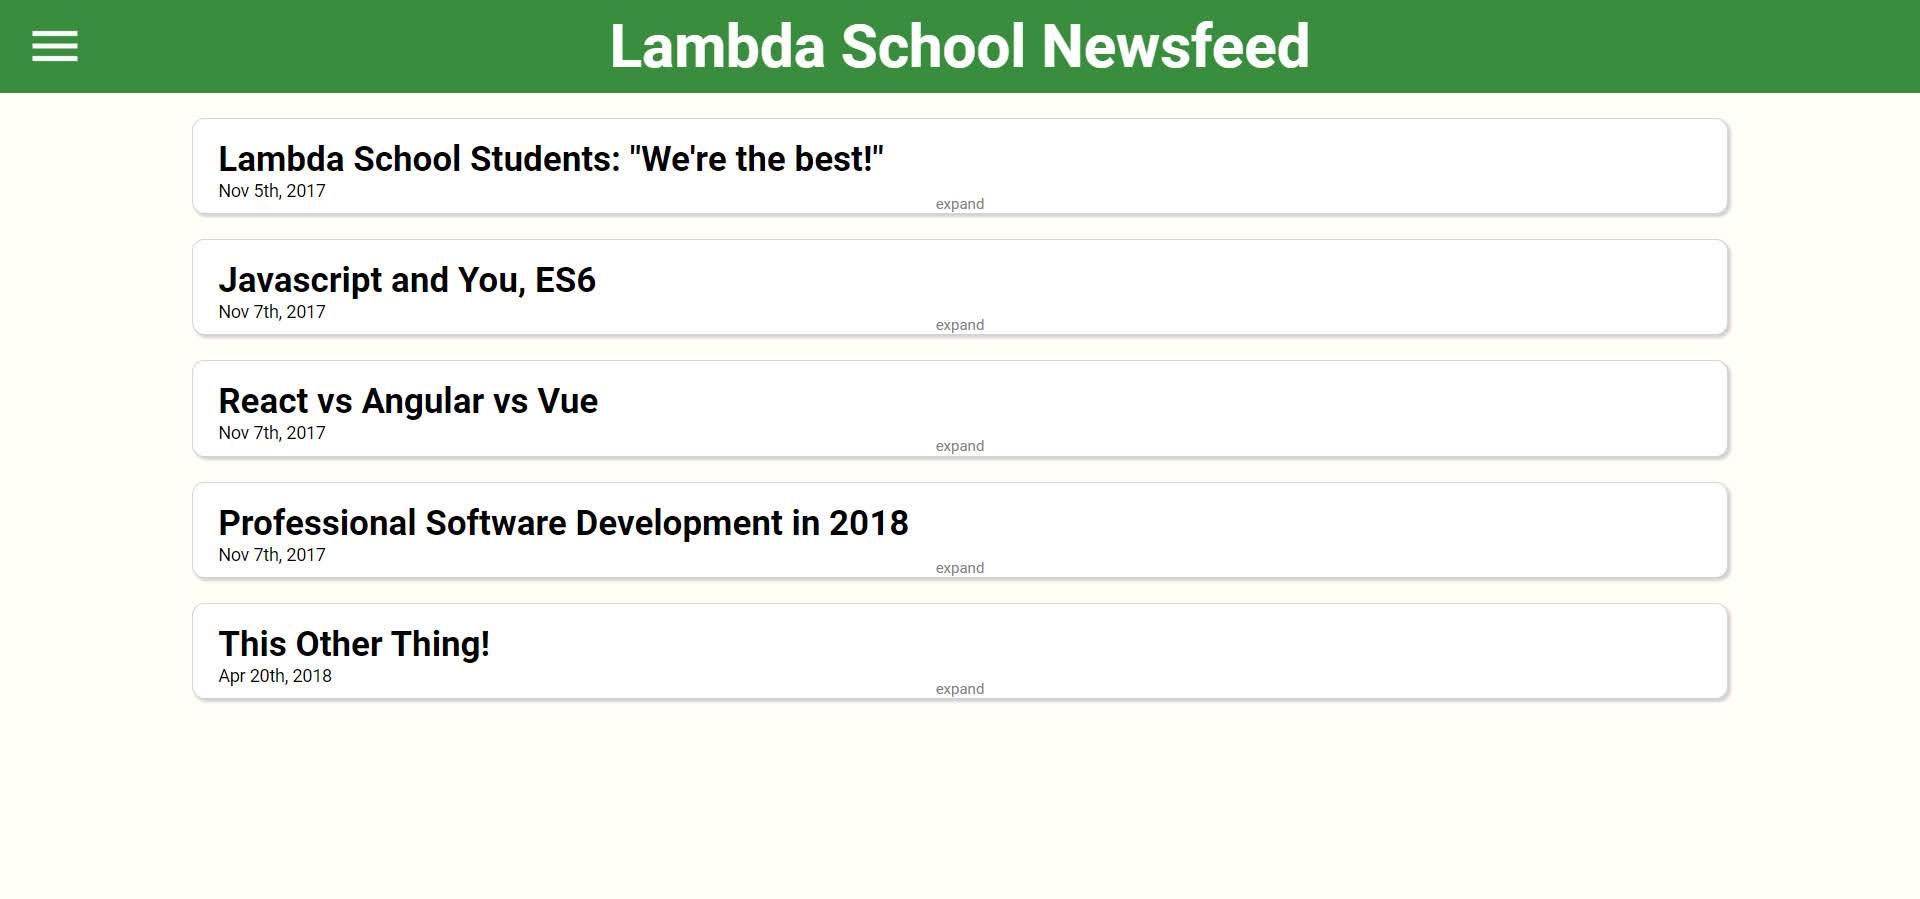 Lambda School Newsfeed
Lambda School Students: "We're the best!"
Nov 5th, 2017
expand
Javascript and You, ES6
Nov 7th, 2017
expand
React vs Angular vs Vue
Nov 7th, 2017
expand
Professional Software Development in 2018
Nov 7th, 2017
expand
This Other Thing!
Apr 20th, 2018
expand